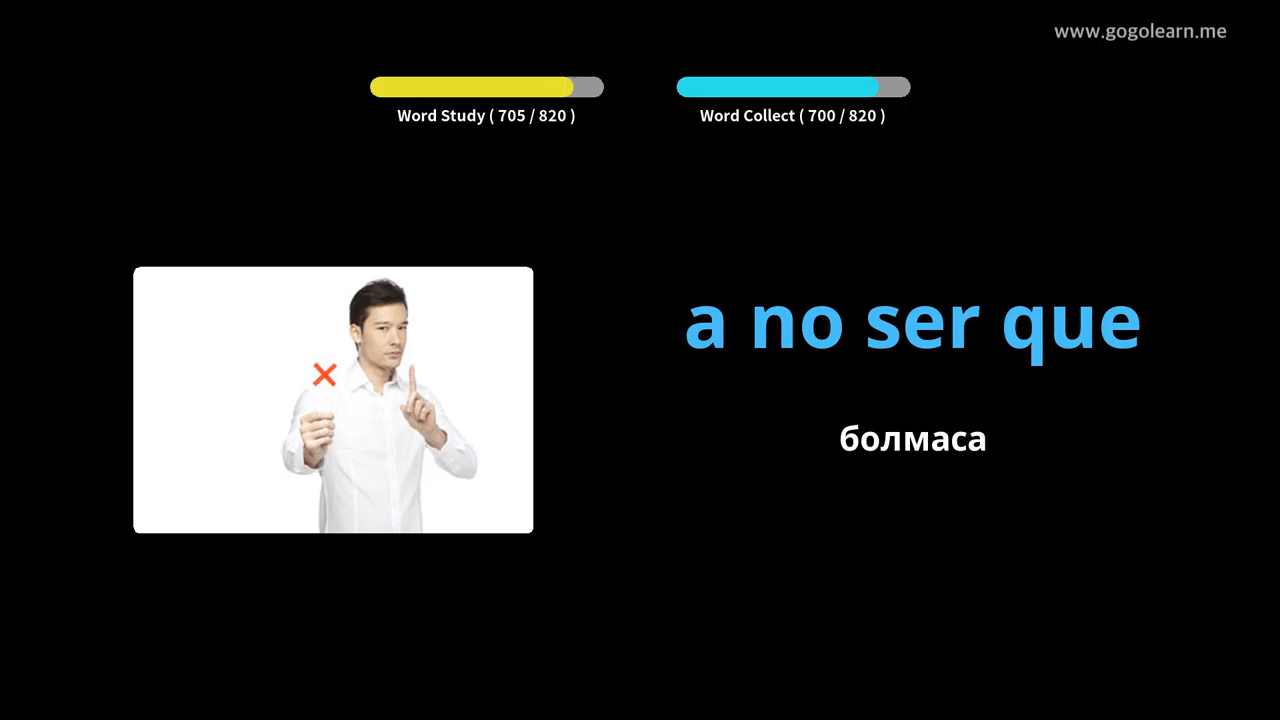 www.gogolearn.me
Word Study ( 705 / 820 )
Word Collect ( 700 / 820 )
a no ser que
болмаса